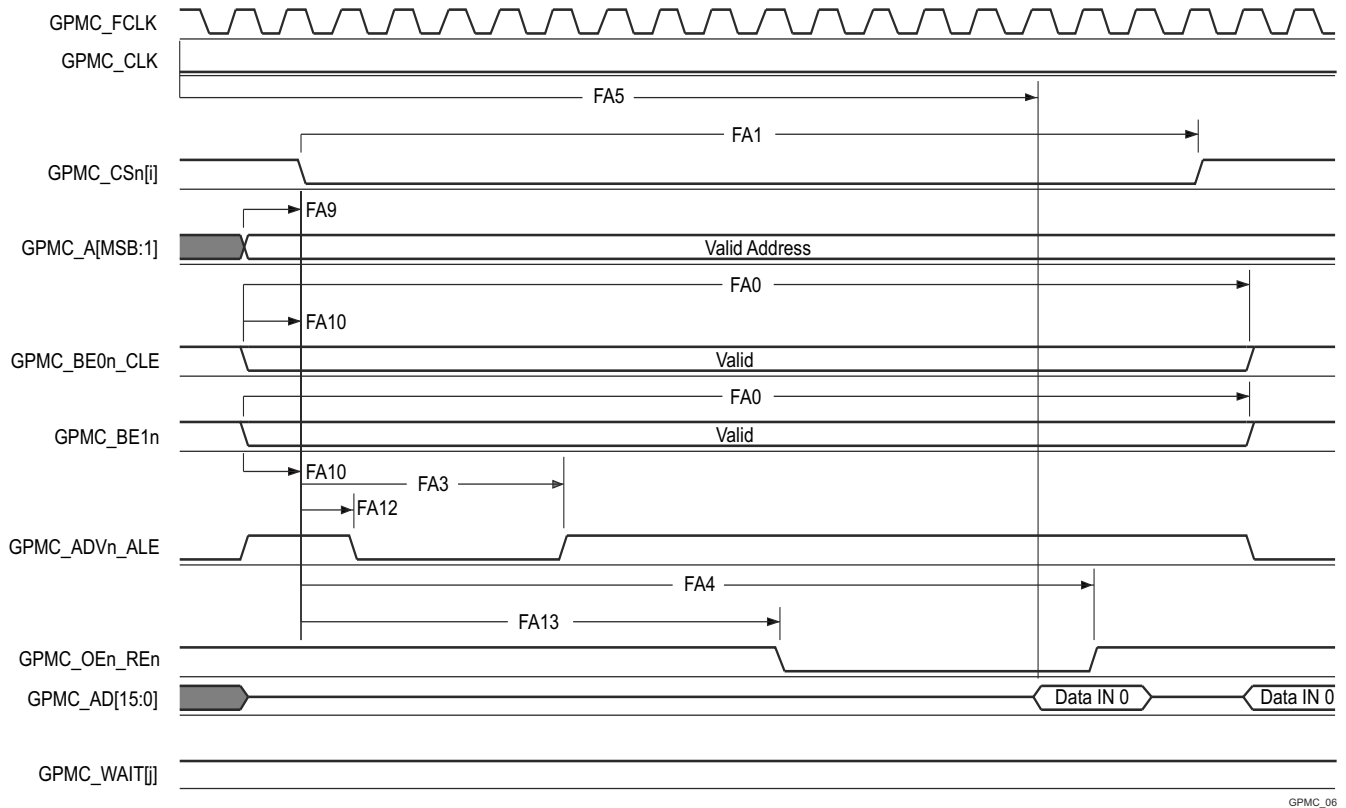 GPMC_FCLK
GPMC_CLK
FA5
FA1
GPMC_CSn[i]
FA9
GPMC_A[MSB:1]
Valid Address
FA0
FA10
GPMC_BE0n_CLE
Valid
FA0
GPMC_BE1n
Valid
FA10
FA3
FA12
GPMC_ADVn_ALE
FA4
FA13
GPMC_OEn_REn
GPMC_AD[15:0]
Data IN 0
Data IN 0
GPMC_WAIT[j]
GPMC_06